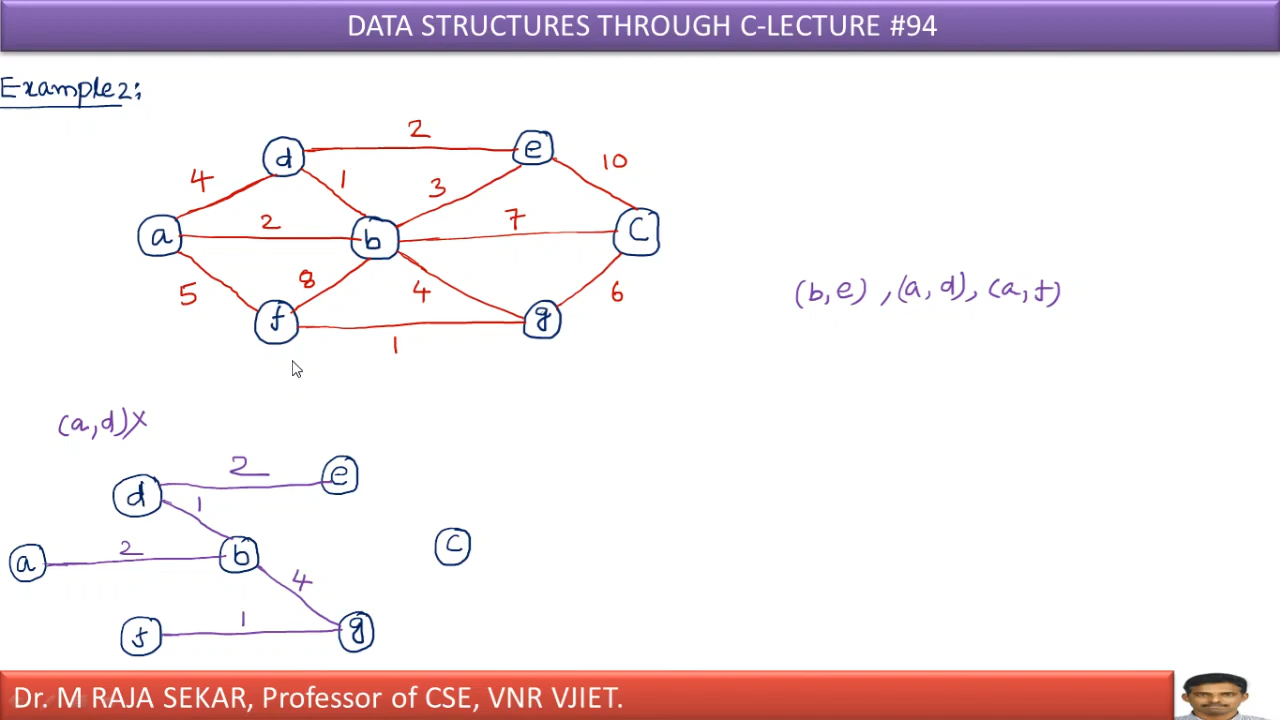 DATA STRUCTURES THROUGH C-LECTURE #94
Example2:
2
d
e
10
4
1
3
7
2
a
b
C
5
8
4
6
f
g
1
(b,e) ,(a,d), (a,f)
(a,d)X
2
e
d
1
2
a
b
C
4
1
f
g
Dr. M RAJA SEKAR, Professor of CSE, VNR VJIET.